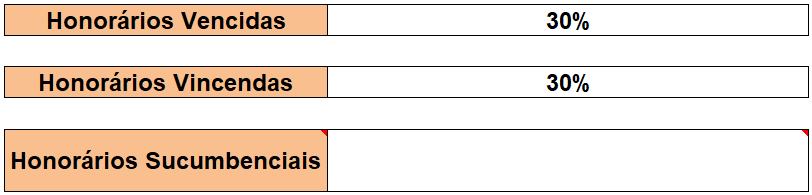 Honorários Vencidas 30%
Honorários Vincendas 30%
Honorários Sucumbenciais